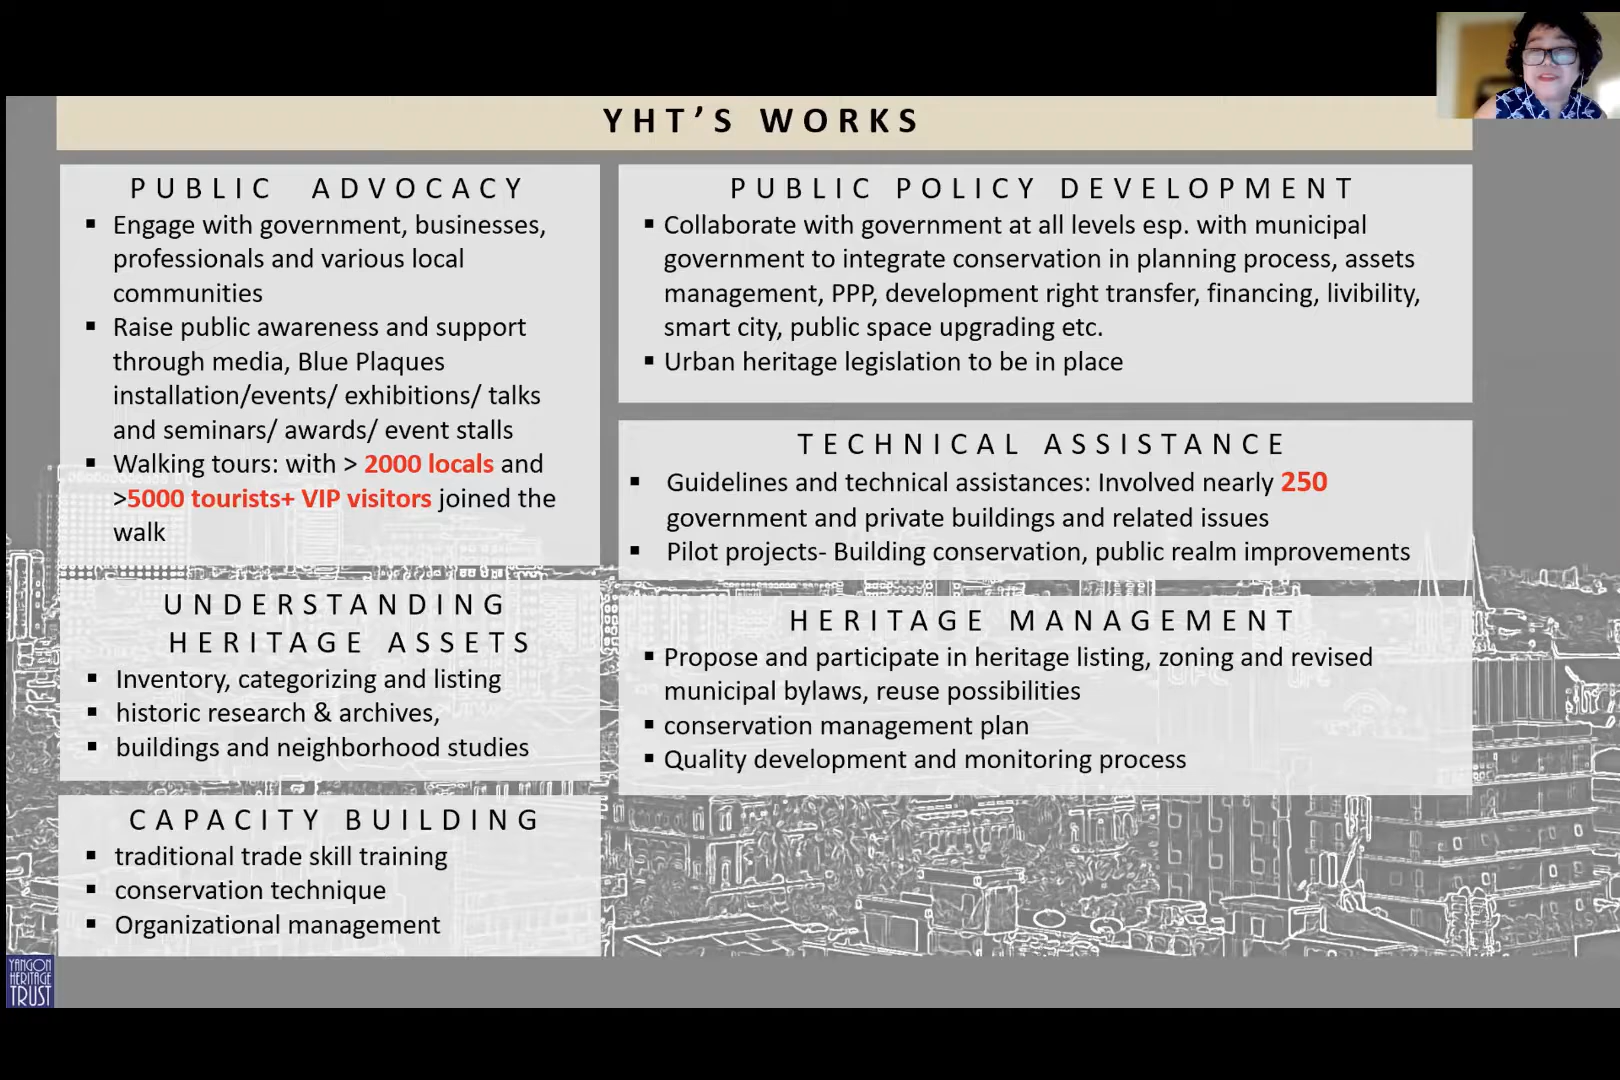 YHT'S WORKS
PUBLIC ADVOCACY
▪ Engage with government, businesses,
professionals and various local
communities
▪ Raise public awareness and support
through media, Blue Plaques
installation/events/ exhibitions/ talks
and seminars/ awards/ event stalls
▪ Walking tours: with > 2000 locals and
>5000 tourists+ VIP visitors joined the
walk
UNDERSTANDING
HERITAGE ASSETS
▪ Inventory, categorizing and listing
▪ historic research & archives,
▪ buildings and neighborhood studies
CAPACITY BUILDING
▪ traditional trade skill training
▪ conservation technique
▪ Organizational management
PUBLIC POLICY DEVELOPMENT
▪ Collaborate with government at all levels esp. with municipal
government to integrate conservation in planning process, assets
management, PPP, development right transfer, financing, livibility,
smart city, public space upgrading etc.
▪ Urban heritage legislation to be in place
TECHNICAL ASSISTANCE
▪ Guidelines and technical assistances: Involved nearly 250
government and private buildings and related issues
▪ Pilot projects- Building conservation, public realm improvements
HERITAGE MANAGEMENT
▪ Propose and participate in heritage listing, zoning and revised
municipal bylaws, reuse possibilities
▪ conservation management plan
▪ Quality development and monitoring process
YANGON
HERITAGE
TRUST